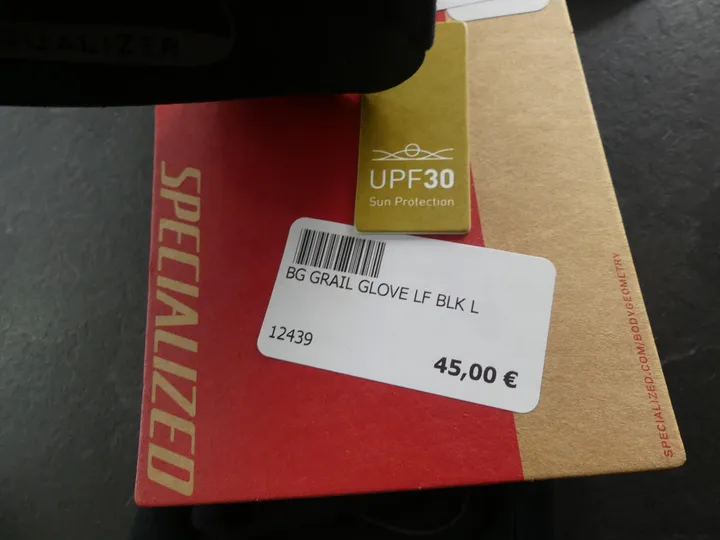 UPF30
Sun Protection
SPECIALIZED
BG GRAIL GLOVE LF BLK L
12439
45,00 €
SPECIALIZED.COM/BODYGEOMETRY